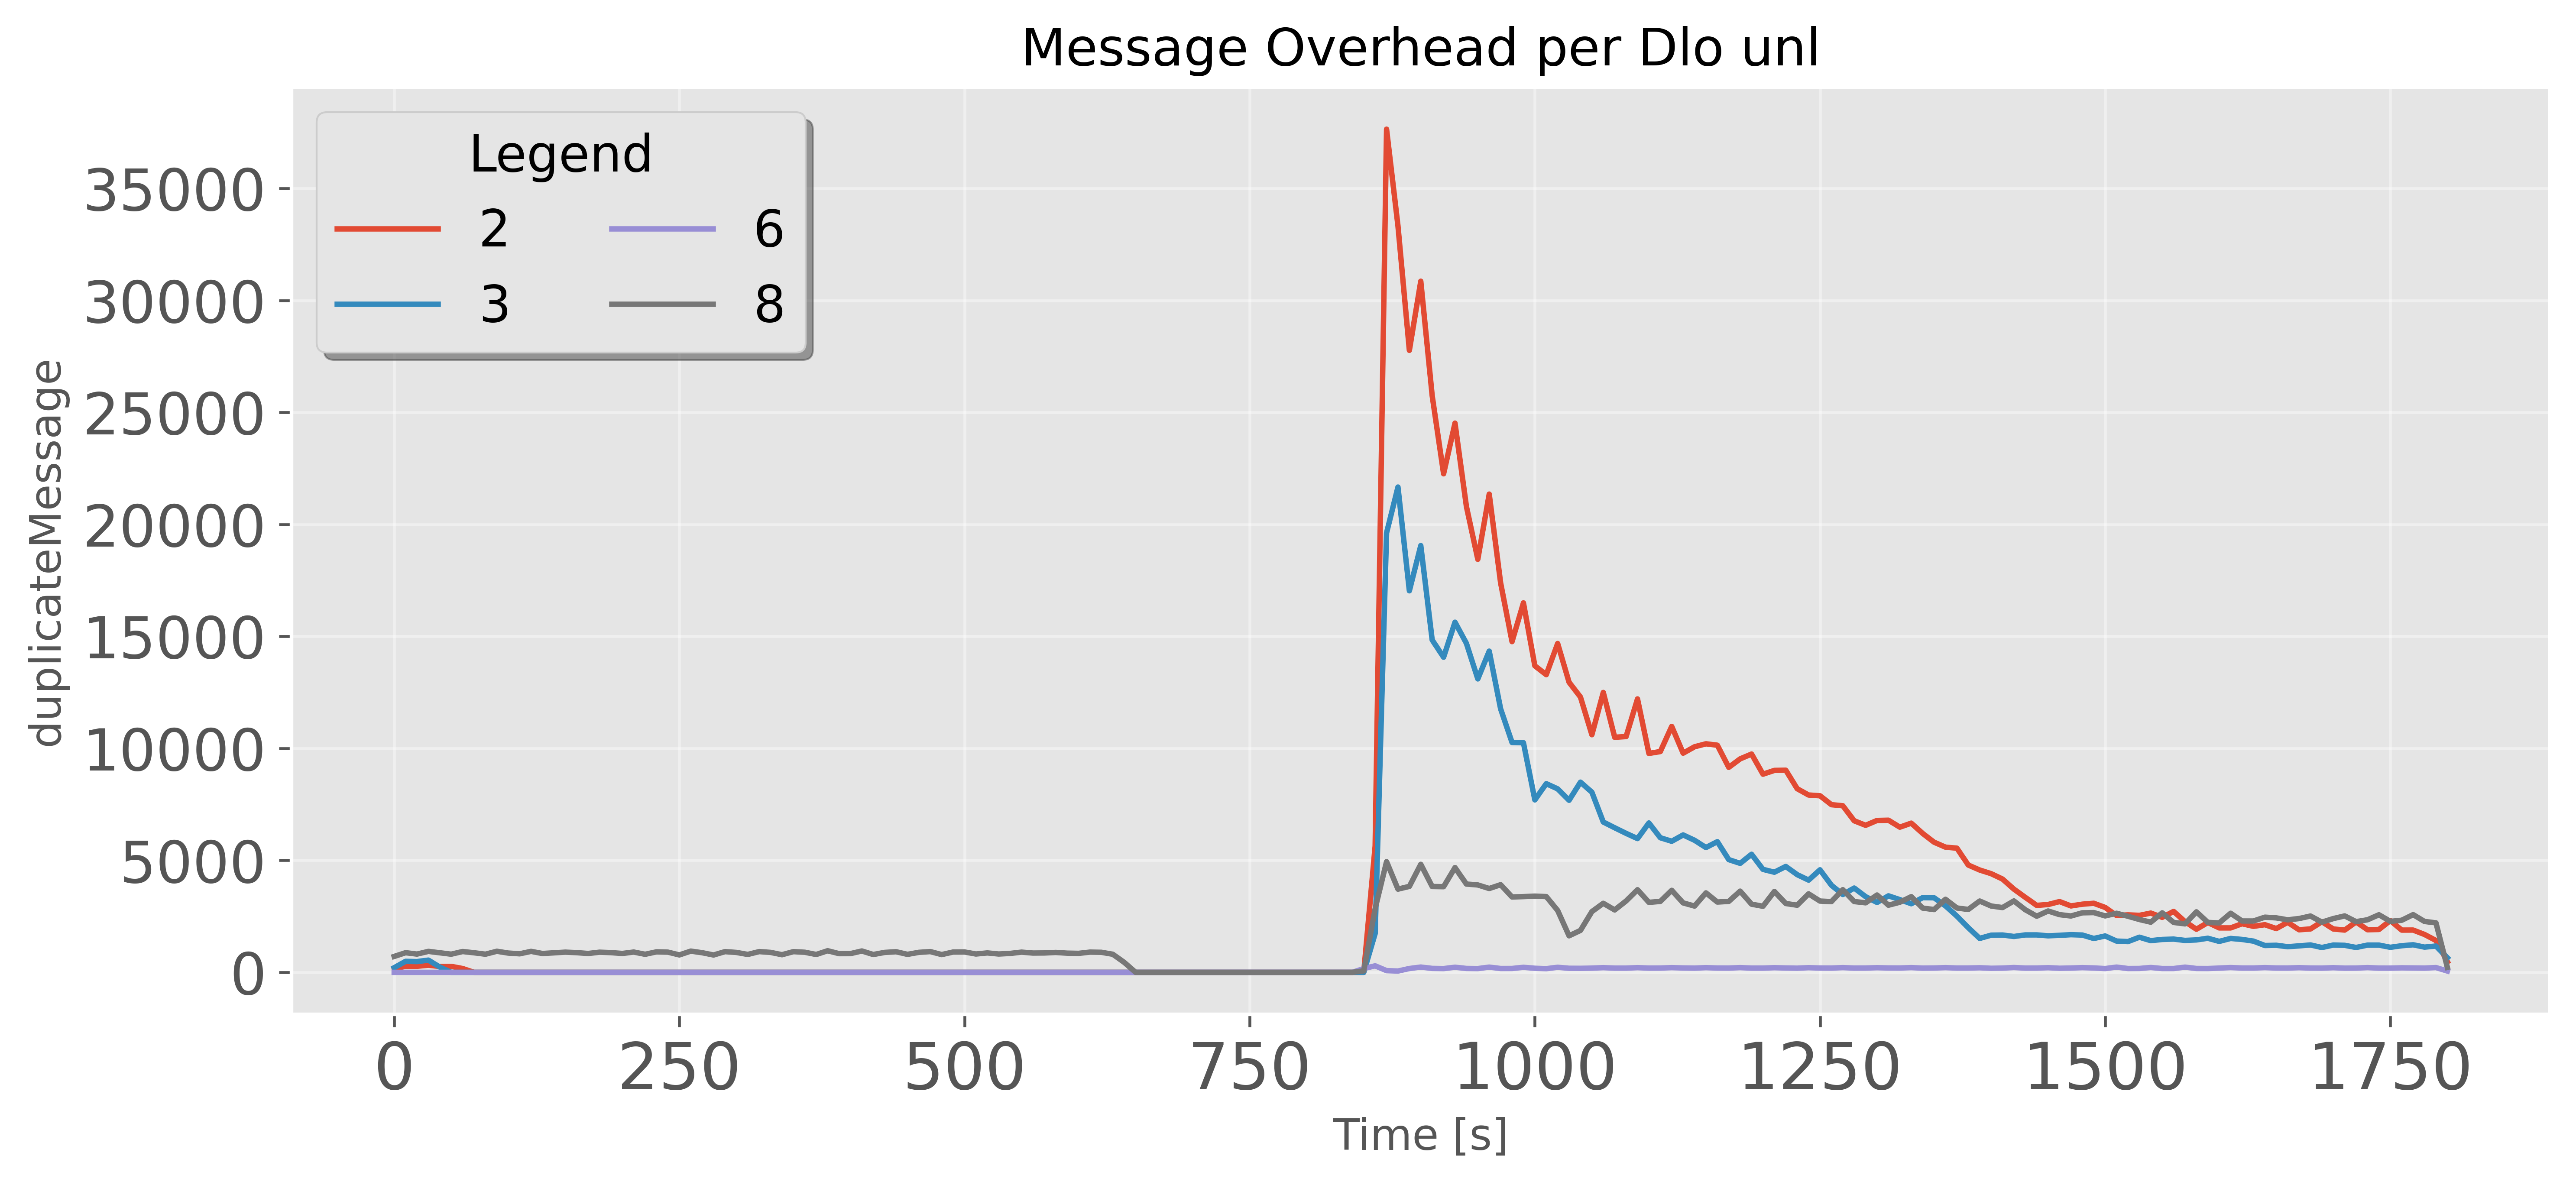 Message Overhead per Dlo unl
Legend
2 6
3 8
duplicateMessage
35000
30000
25000
20000
15000
10000
5000
0
0 250 500 750 1000 1250 1500 1750
Time [s]